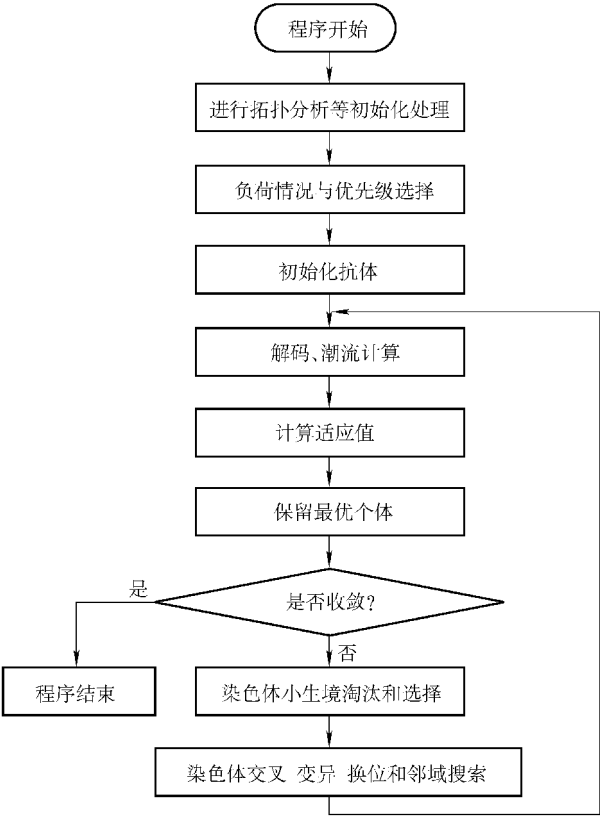 程序开始
进行拓扑分析等初始化处理
负荷情况与优先级选择
初始化抗体
解码、潮流计算
计算适应值
保留最优个体
是否收敛?
是
否
程序结束
染色体小生境淘汰和选择
染色体交叉 变异 换位和邻域搜索